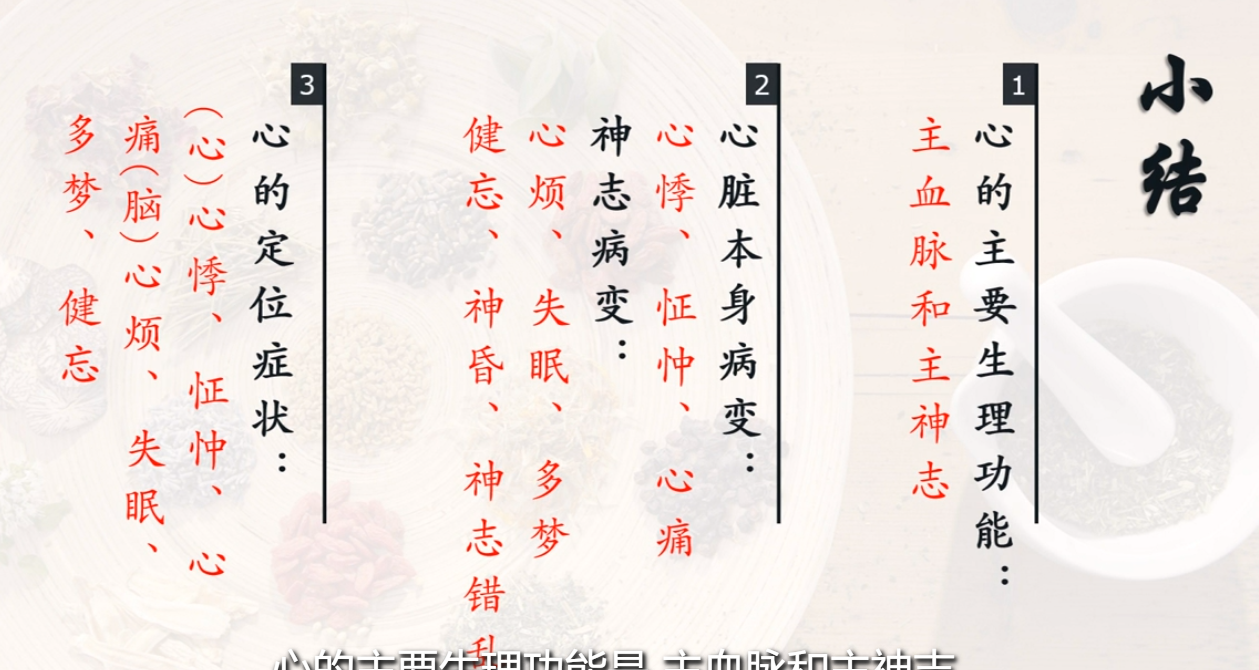 小结
1
心的主要生理功能：
主血脉和主神志
2
心脏本身病变：
心悸、怔忡、心痛
神志病变：
心烦、失眠、多梦
健忘、神昏、神志错乱
3
心的定位症状：
(心)心悸、怔忡、心
痛(脑)心烦、失眠、
多梦、健忘
心的主要生理功能是 主血脉和主神志